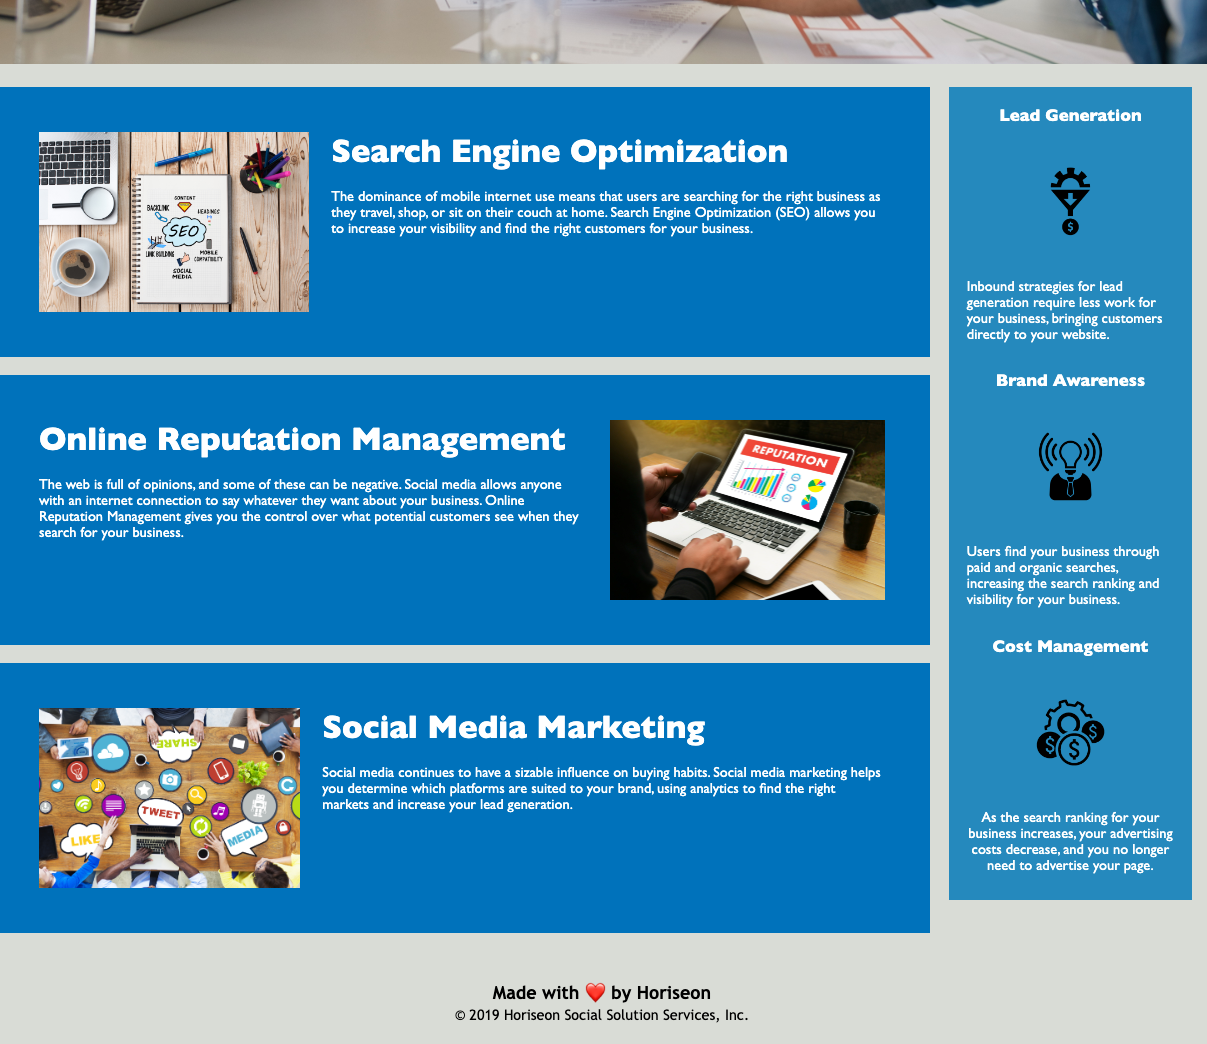 Search Engine Optimization
The dominance of mobile internet use means that users are searching for the right business as
they travel, shop, or sit on their couch at home. Search Engine Optimization (SEO) allows you
to increase your visibility and find the right customers for your business.
CONTENT
BACKLINK
HEADINGS
SEO
LINK BUILDING
MOBILE
COMPATIBILITY
SOCIAL
MEDIA
Online Reputation Management
The web is full of opinions, and some of these can be negative. Social media allows anyone
with an internet connection to say whatever they want about your business. Online
Reputation Management gives you the control over what potential customers see when they
search for your business.
REPUTATION
Social Media Marketing
Social media continues to have a sizable influence on buying habits. Social media marketing helps
you determine which platforms are suited to your brand, using analytics to find the right
markets and increase your lead generation.
SHARE
TWEET
LIKE
MEDIA
Lead Generation
$
Inbound strategies for lead
generation require less work for
your business, bringing customers
directly to your website.
Brand Awareness
Users find your business through
paid and organic searches,
increasing the search ranking and
visibility for your business.
Cost Management
$ $ $
As the search ranking for your
business increases, your advertising
costs decrease, and you no longer
need to advertise your page.
Made with ❤️ by Horiseon
© 2019 Horiseon Social Solution Services, Inc.